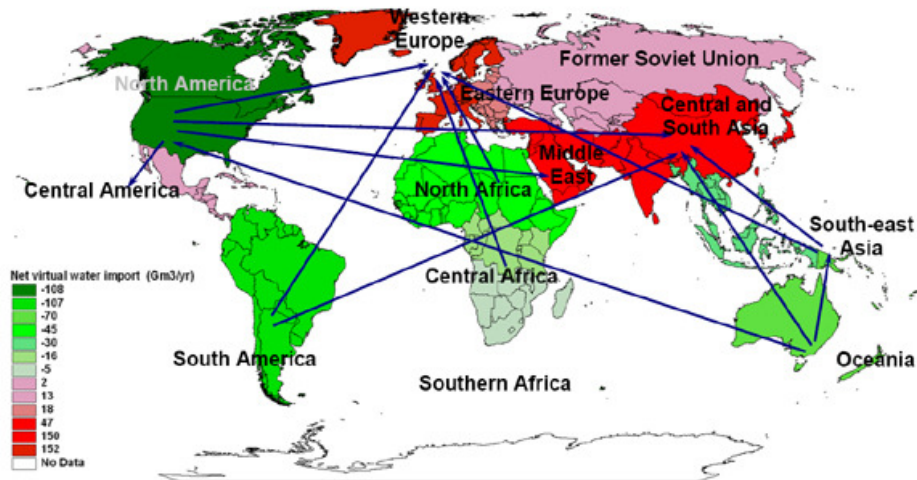 Western
Europe
Former Soviet Union
North America
Eastern Europe
Central and
South Asia
Middle
East
North Africa
Central America
South-east
Asia
Central Africa
Net virtual water import (Gm3/yr)
-108
-107
-70
-45
-30
-16
-5
2
13
18
47
150
152
No Data
South America
Oceania
Southern Africa